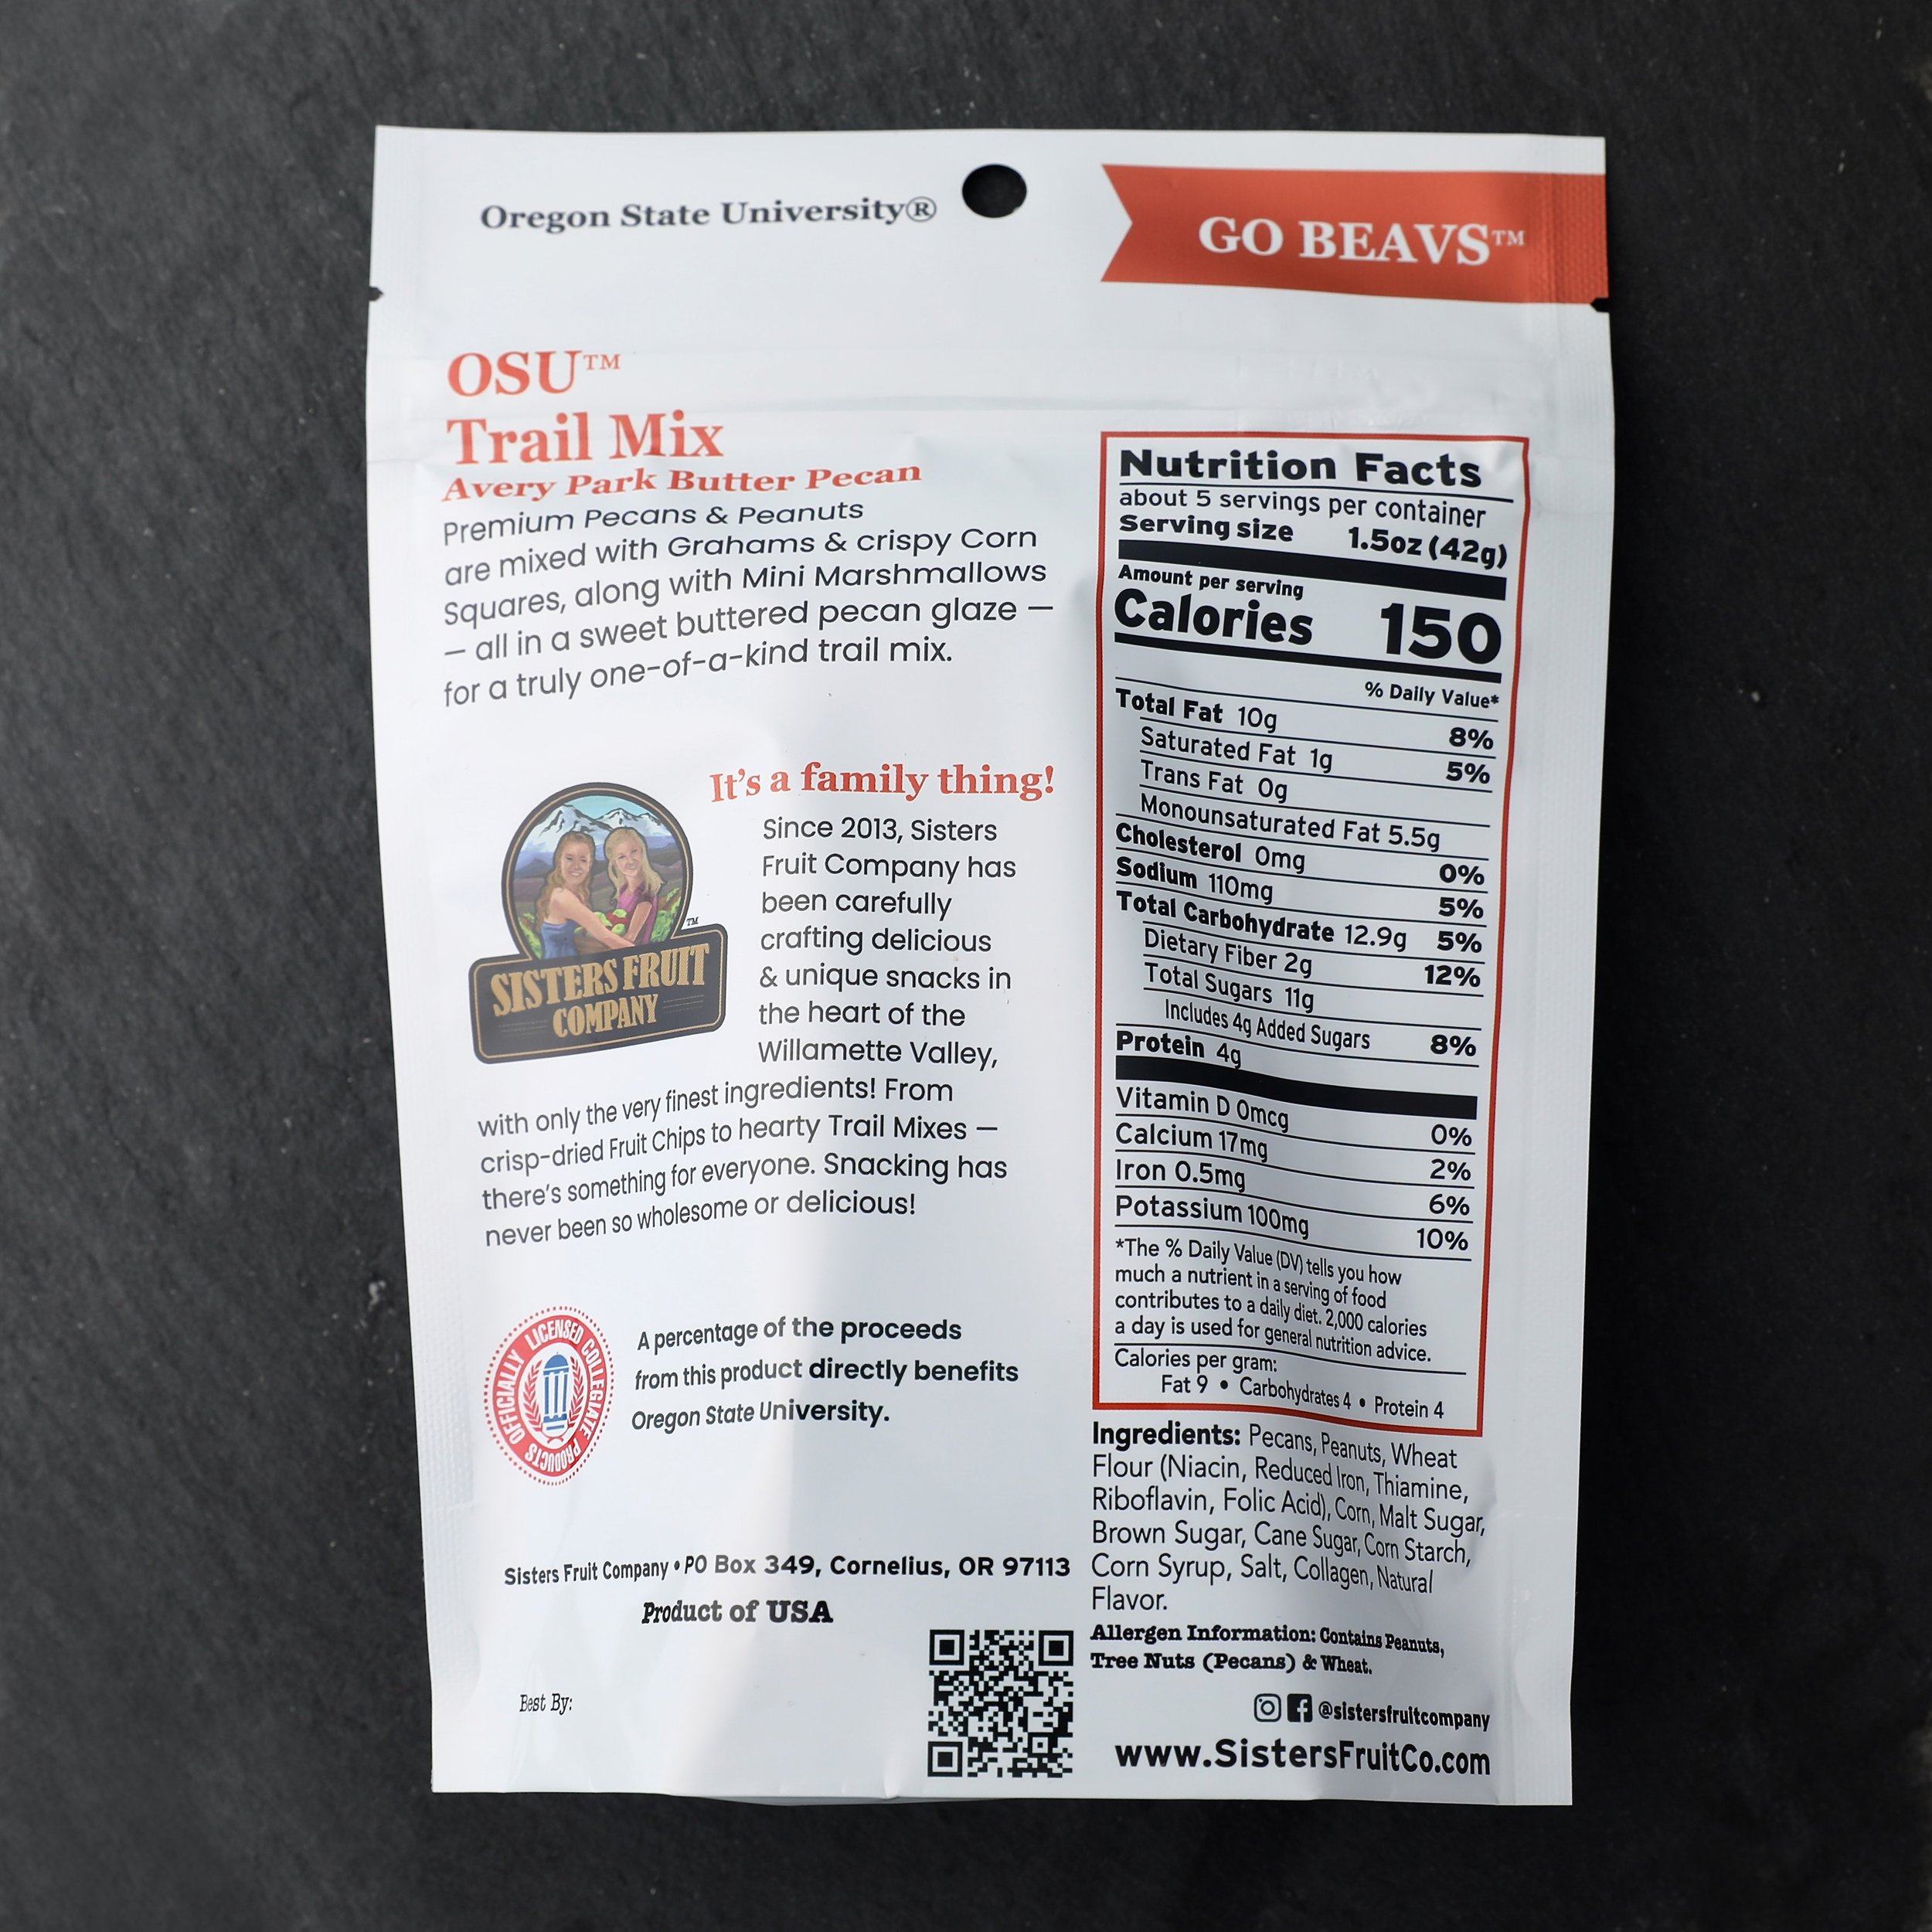 Oregon State University®
GO BEAVS™
OSU™
Trail Mix
Avery Park Butter Pecan
Premium Pecans & Peanuts
are mixed with Grahams & crispy Corn
Squares, along with Mini Marshmallows
— all in a sweet buttered pecan glaze —
for a truly one-of-a-kind trail mix.
It's a family thing!
Since 2013, Sisters
Fruit Company has
been carefully
crafting delicious
& unique snacks in
the heart of the
Willamette Valley,
with only the very finest ingredients! From
crisp-dried Fruit Chips to hearty Trail Mixes —
there's something for everyone. Snacking has
never been so wholesome or delicious!
SISTERS FRUIT
COMPANY
TM
OFFICIALLY LICENSED COLLEGIATE PRODUCTS
A percentage of the proceeds
from this product directly benefits
Oregon State University.
Sisters Fruit Company • PO Box 349, Cornelius, OR 97113
Product of USA
Best By:
Nutrition Facts
about 5 servings per container
Serving size 1.5oz (42g)
Amount per serving
Calories 150
% Daily Value*
Total Fat 10g 8%
Saturated Fat 1g 5%
Trans Fat 0g
Monounsaturated Fat 5.5g
Cholesterol 0mg 0%
Sodium 110mg 5%
Total Carbohydrate 12.9g 5%
Dietary Fiber 2g 12%
Total Sugars 11g
Includes 4g Added Sugars 8%
Protein 4g
Vitamin D 0mcg 0%
Calcium 17mg 2%
Iron 0.5mg 6%
Potassium 100mg 10%
*The % Daily Value (DV) tells you how
much a nutrient in a serving of food
contributes to a daily diet. 2,000 calories
a day is used for general nutrition advice.
Calories per gram:
Fat 9 • Carbohydrates 4 • Protein 4
Ingredients: Pecans, Peanuts, Wheat
Flour (Niacin, Reduced Iron, Thiamine,
Riboflavin, Folic Acid), Corn, Malt Sugar,
Brown Sugar, Cane Sugar, Corn Starch,
Corn Syrup, Salt, Collagen, Natural
Flavor.
Allergen Information: Contains Peanuts,
Tree Nuts (Pecans) & Wheat.
@sistersfruitcompany
www.SistersFruitCo.com